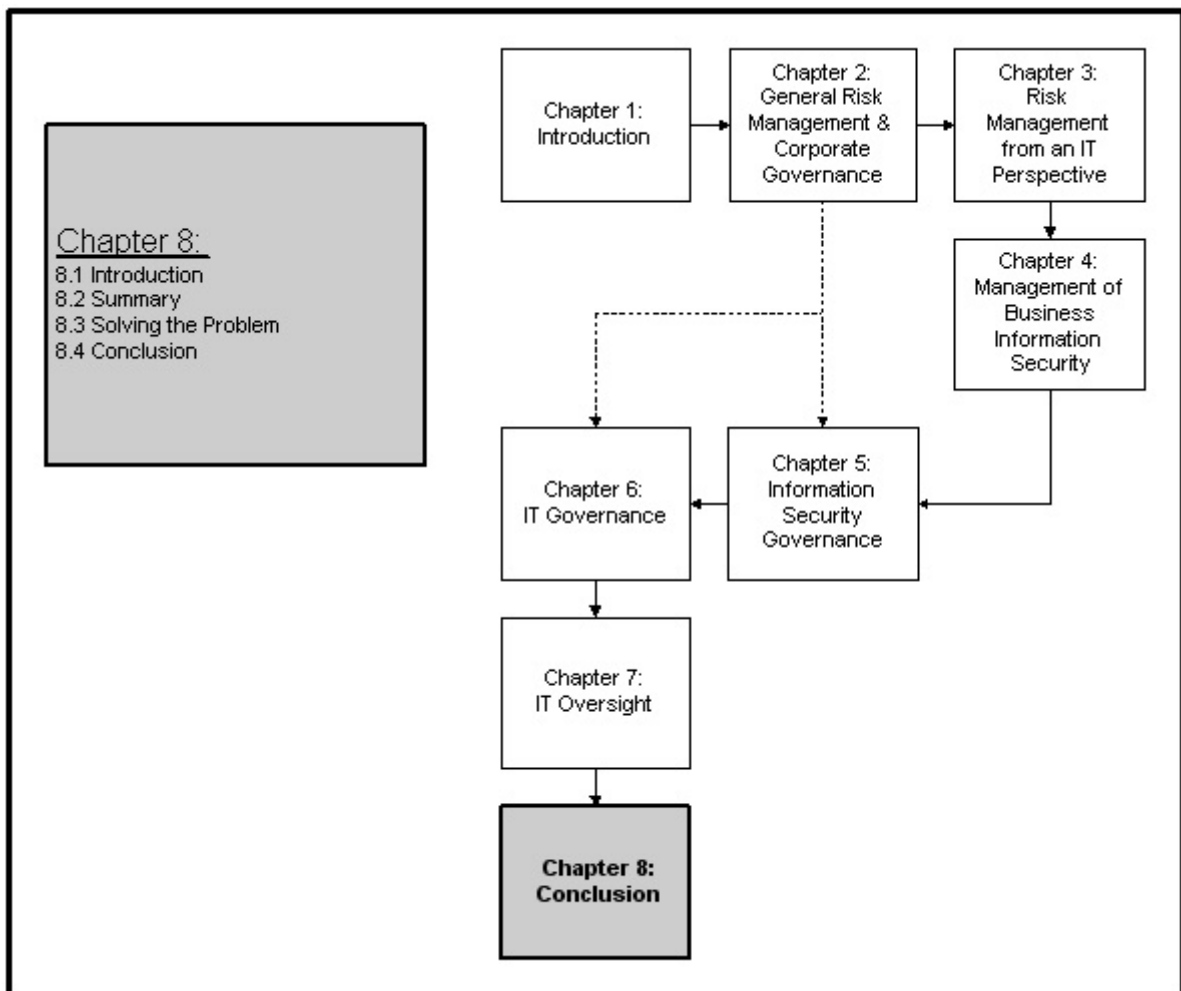 Chapter 8:
8.1 Introduction
8.2 Summary
8.3 Solving the Problem
8.4 Conclusion
Chapter 1:
Introduction
Chapter 2:
General Risk
Management &
Corporate
Governance
Chapter 3:
Risk
Management
from an IT
Perspective
Chapter 4:
Management of
Business
Information
Security
Chapter 5:
Information
Security
Governance
Chapter 6:
IT Governance
Chapter 7:
IT Oversight
Chapter 8:
Conclusion